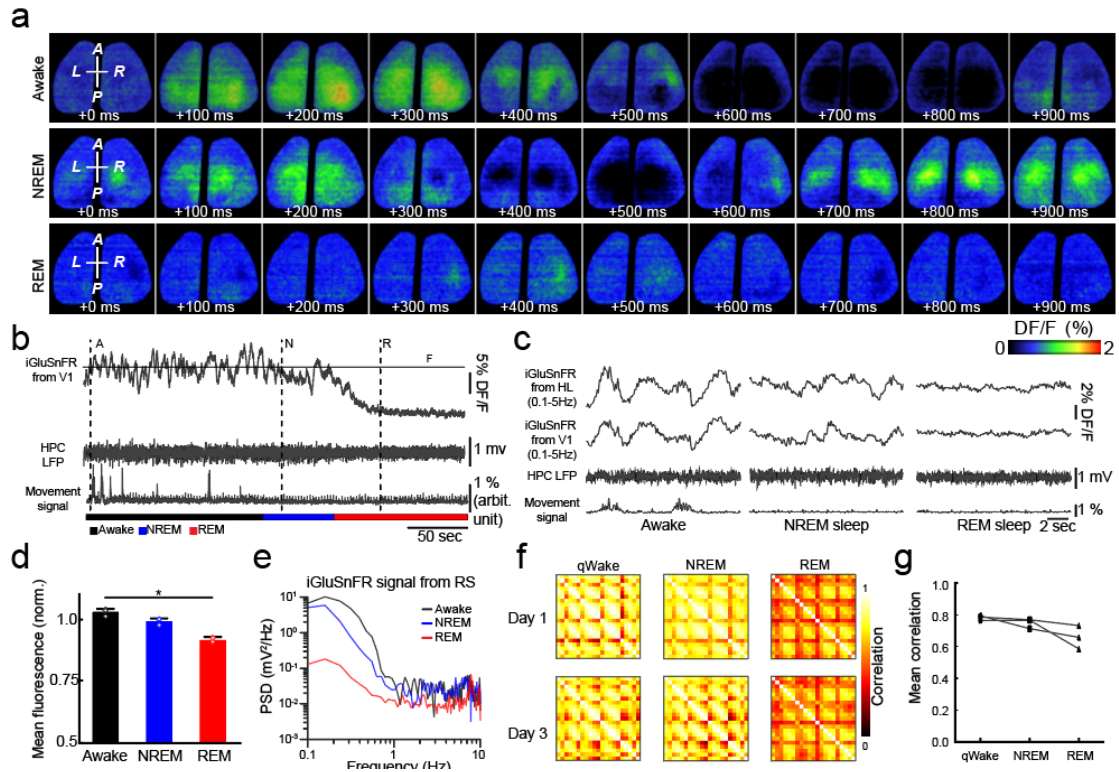 a
Awake
A
L R
P
+0 ms +100 ms +200 ms +300 ms +400 ms +500 ms +600 ms +700 ms +800 ms +900 ms
NREM
A
L R
P
+0 ms +100 ms +200 ms +300 ms +400 ms +500 ms +600 ms +700 ms +800 ms +900 ms
REM
A
L R
P
+0 ms +100 ms +200 ms +300 ms +400 ms +500 ms +600 ms +700 ms +800 ms +900 ms
DF/F (%)
0 2
b
A N R F
iGluSnFR
from V1
5% DF/F
HPC
LFP
1 mv
Movement
signal
1 %
(arbit.
unit)
Awake NREM REM
50 sec
c
iGluSnFR
from HL
(0.1-5Hz)
iGluSnFR
from V1
(0.1-5Hz)
2% DF/F
HPC LFP
1 mV
Movement
signal
1 %
Awake NREM sleep REM sleep
2 sec
d
Mean fluorescence (norm.)
*
1.0
0.75
0.5
Awake NREM REM
e
iGluSnFR signal from RS
Awake
NREM
REM
PSD (mV²/Hz)
10¹
10⁰
10⁻¹
10⁻²
10⁻³
0.1 1 10
Frequency (Hz)
f
qWake NREM REM
Day 1
Day 3
1
Correlation
0
g
Mean correlation
1.0
0.8
0.6
0.4
0.2
0.0
qWake NREM REM